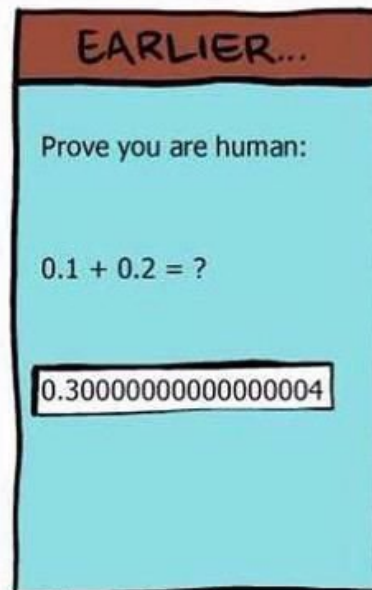 EARLIER...
Prove you are human:
0.1 + 0.2 = ?
0.30000000000000004